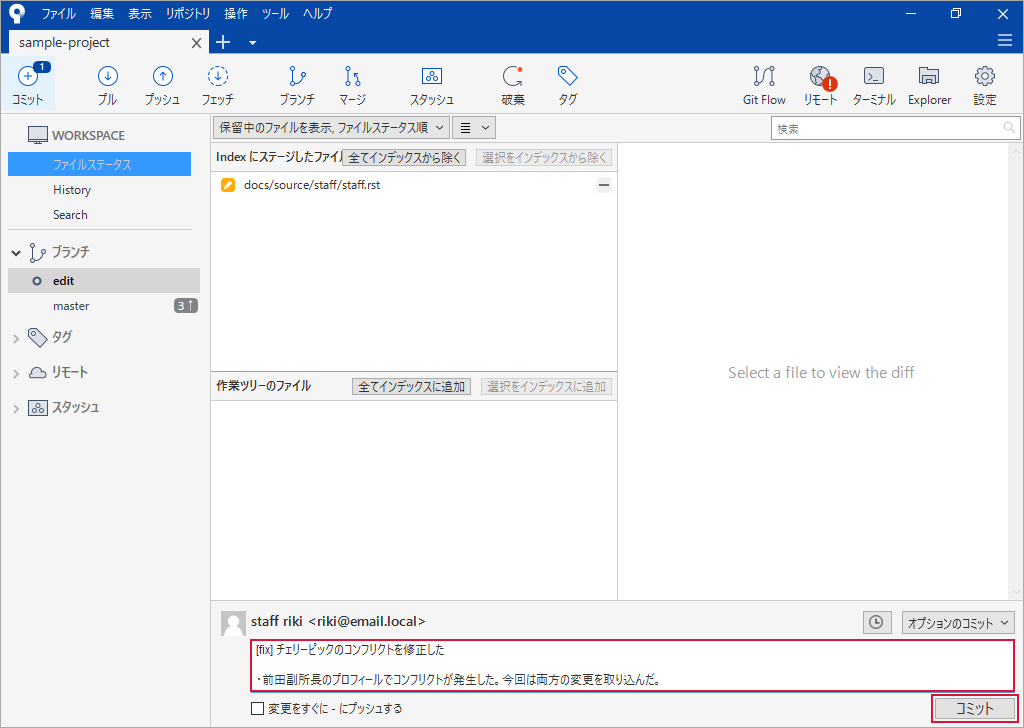 ファイル 編集 表示 リポジトリ 操作 ツール ヘルプ
sample-project
1
コミット プル プッシュ フェッチ ブランチ マージ スタッシュ 破棄 タグ Git Flow リモート ターミナル Explorer 設定
WORKSPACE
ファイルステータス
History
Search
ブランチ
edit
master 3↑
タグ
リモート
スタッシュ
保留中のファイルを表示, ファイルステータス順
検索
Index にステージしたファイル 全てインデックスから除く 選択をインデックスから除く
docs/source/staff/staff.rst
作業ツリーのファイル 全てインデックスに追加 選択をインデックスに追加
Select a file to view the diff
staff riki <riki@email.local>
オプションのコミット
[fix] チェリーピックのコンフリクトを修正した
・前田副所長のプロフィールでコンフリクトが発生した。今回は両方の変更を取り込んだ。
変更をすぐに - にプッシュする
コミット